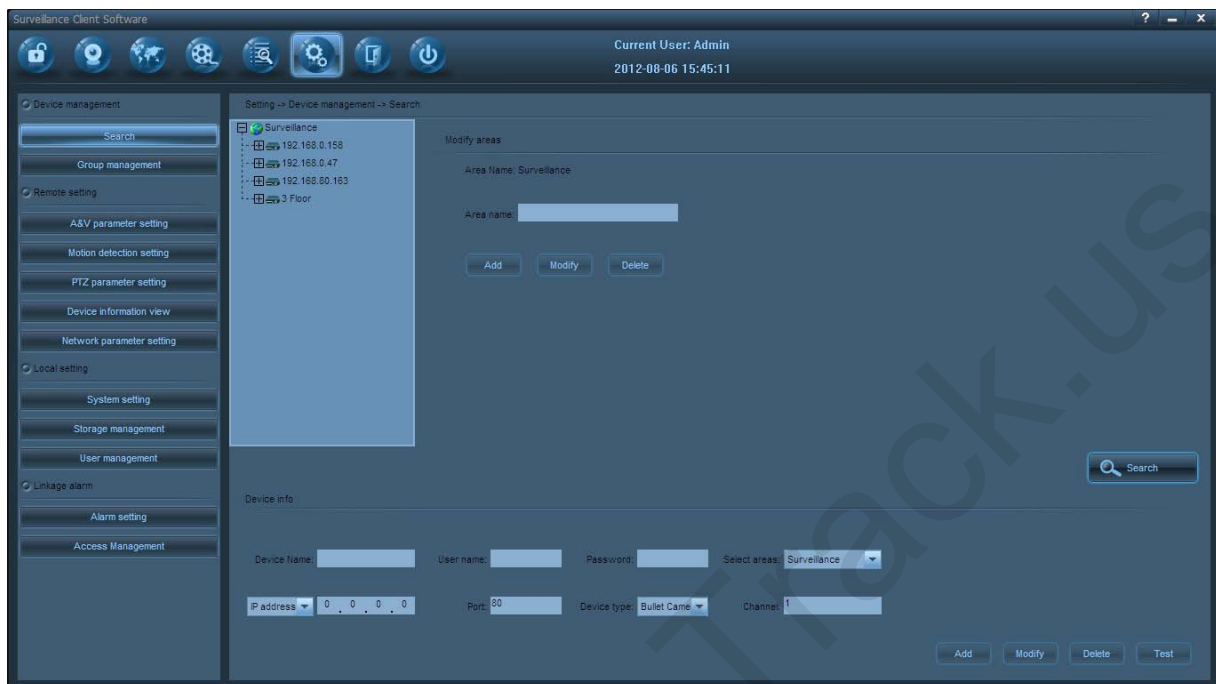 Surveillance Client Software
? _ x
Current User: Admin
2012-08-06 15:45:11
Device management
Search
Group management
Remote setting
A&V parameter setting
Motion detection setting
PTZ parameter setting
Device information view
Network parameter setting
Local setting
System setting
Storage management
User management
Linkage alarm
Alarm setting
Access Management
Setting -> Device management -> Search
Surveillance
192.168.0.158
192.168.0.47
192.168.80.163
3 Floor
Modify areas
Area Name: Surveillance
Area name:
Add Modify Delete
Search
Device info
Device Name: User name: Password: Select areas: Surveillance
IP address 0 . 0 . 0 . 0 Port: 80 Device type: Bullet Came Channel: 1
Add Modify Delete Test
Track.us